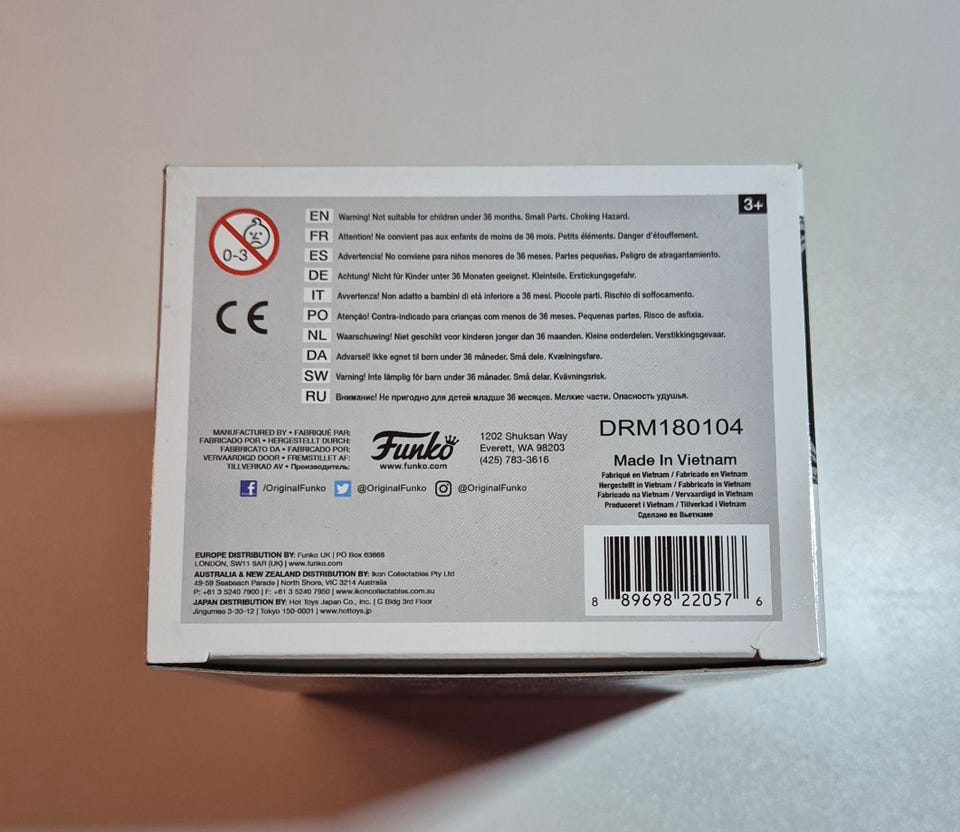 3+
0-3
CE
EN Warning! Not suitable for children under 36 months. Small Parts. Choking Hazard.
FR Attention! Ne convient pas aux enfants de moins de 36 mois. Petits éléments. Danger d'étouffement.
ES Advertencia! No conviene para niños menores de 36 meses. Partes pequeñas. Peligro de atragantamiento.
DE Achtung! Nicht für Kinder unter 36 Monaten geeignet. Kleinteile. Erstickungsgefahr.
IT Avvertenza! Non adatto a bambini di età inferiore a 36 mesi. Piccole parti. Rischio di soffocamento.
PO Atenção! Contra-indicado para crianças com menos de 36 meses. Pequenas partes. Risco de asfixia.
NL Waarschuwing! Niet geschikt voor kinderen jonger dan 36 maanden. Kleine onderdelen. Verstikkingsgevaar.
DA Advarsel! Ikke egnet til børn under 36 måneder. Små dele. Kvælningsfare.
SW Varning! Inte lämplig för barn under 36 månader. Små delar. Kvävningsrisk.
RU Внимание! Не пригодно для детей младше 36 месяцев. Мелкие части. Опасность удушья.
MANUFACTURED BY • FABRIQUÉ PAR:
FABRICADO POR • HERGESTELLT DURCH:
FABBRICATO DA • FABRICADO POR:
VERVAARDIGD DOOR • FREMSTILLET AF:
TILLVERKAD AV • Производитель:
Funko
www.funko.com
1202 Shuksan Way
Everett, WA 98203
(425) 783-3616
/OriginalFunko @OriginalFunko @OriginalFunko
DRM180104
Made In Vietnam
Fabriqué en Vietnam / Fabricado en Vietnam
Hergestellt in Vietnam / Fabbricato in Vietnam
Fabricado na Vietnam / Vervaardigd in Vietnam
Produceret i Vietnam / Tillverkad i Vietnam
Сделано во Вьетнаме
EUROPE DISTRIBUTION BY: Funko UK | PO Box 63668
LONDON, SW11 9AR (UK) | www.funko.com
AUSTRALIA & NEW ZEALAND DISTRIBUTION BY: Ikon Collectables Pty Ltd
49-59 Seabeach Parade | North Shore, VIC 3214 Australia
P: +61 3 5240 7900 | F: +61 3 5240 7950 | www.ikoncollectables.com.au
JAPAN DISTRIBUTION BY: Hot Toys Japan Co., Inc. | G Bldg 3rd Floor
Jingumae 3-30-12 | Tokyo 150-0001 | www.hottoys.jp
8 89698 22057 6